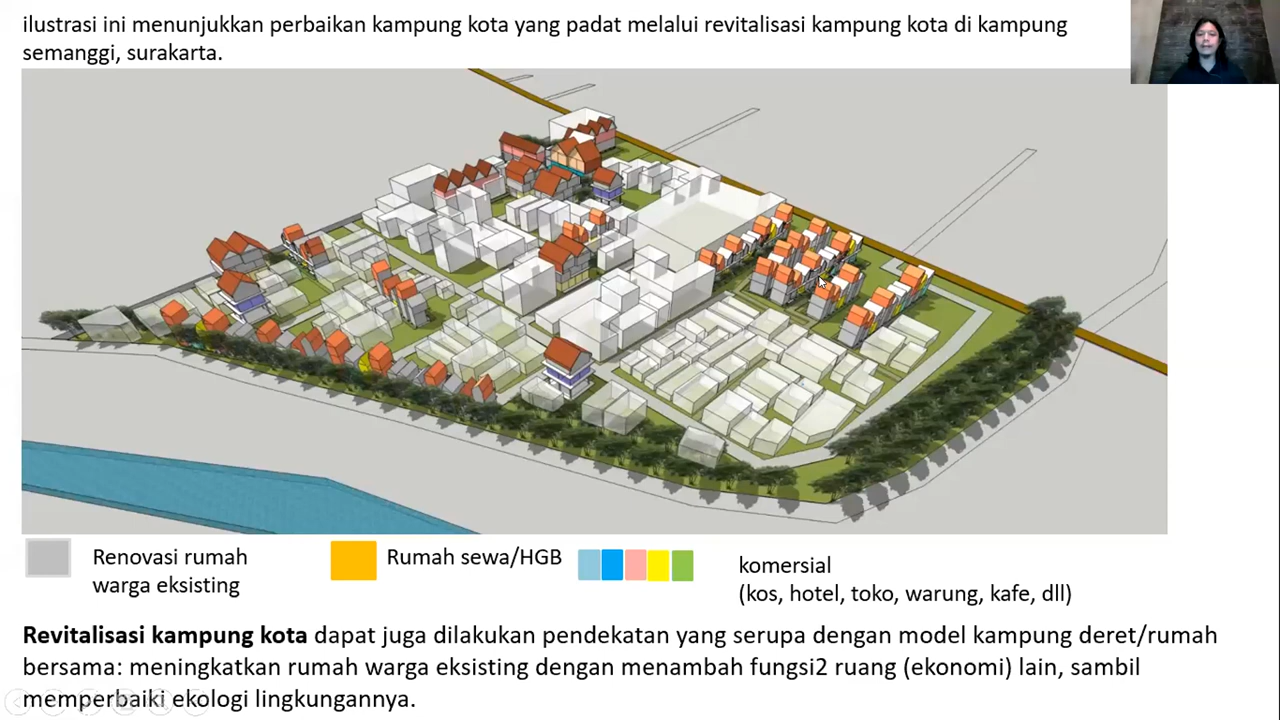 ilustrasi ini menunjukkan perbaikan kampung kota yang padat melalui revitalisasi kampung kota di kampung
semanggi, surakarta.
Renovasi rumah
warga eksisting
Rumah sewa/HGB
komersial
(kos, hotel, toko, warung, kafe, dll)
Revitalisasi kampung kota dapat juga dilakukan pendekatan yang serupa dengan model kampung deret/rumah
bersama: meningkatkan rumah warga eksisting dengan menambah fungsi2 ruang (ekonomi) lain, sambil
memperbaiki ekologi lingkungannya.